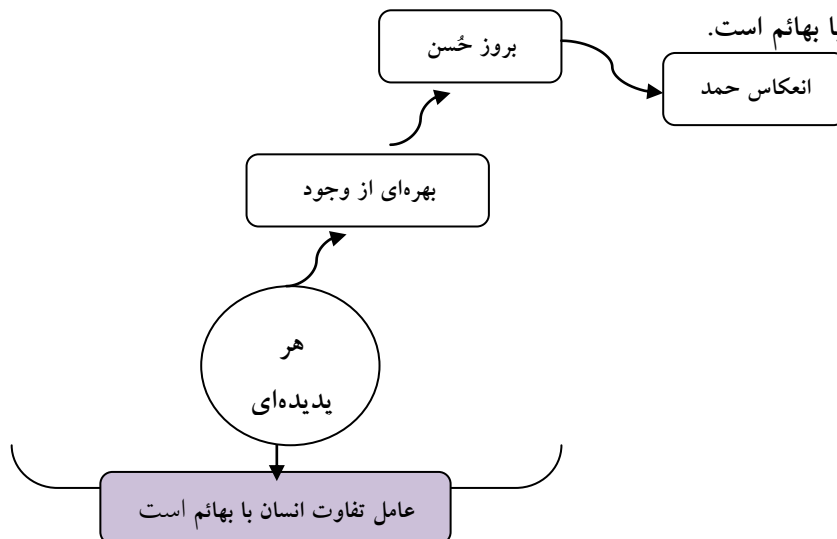 با بهائم است.
بروز حُسن
انعکاس حمد
بهره‌ای از وجود
هر
پدیده‌ای
عامل تفاوت انسان با بهائم است